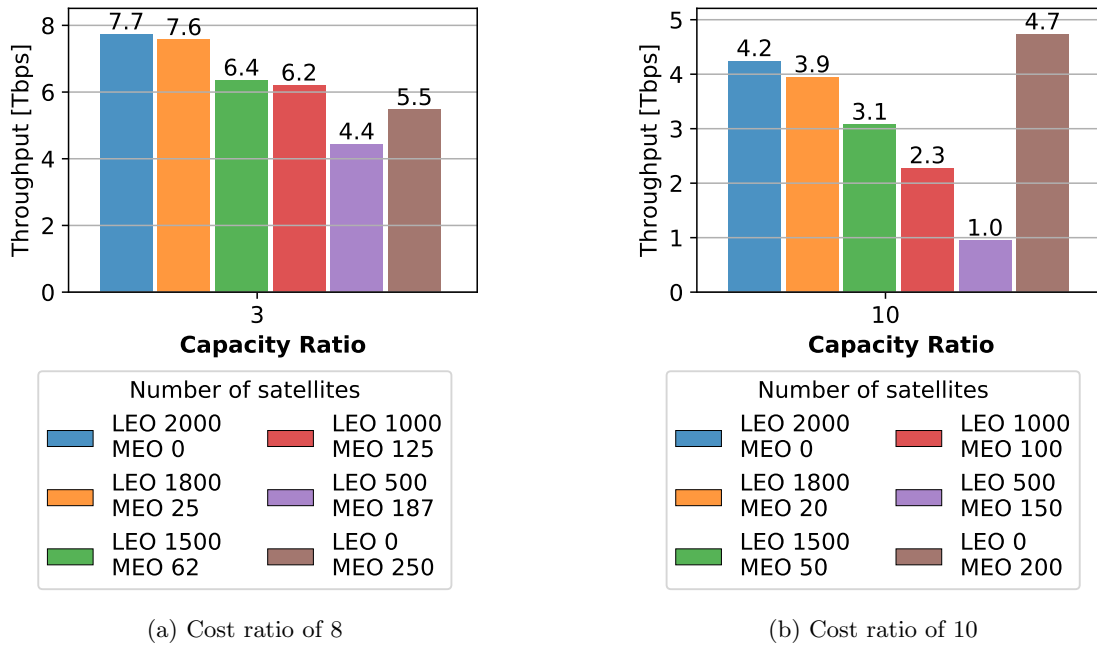 Throughput [Tbps]
8
6
4
2
0
7.7
7.6
6.4
6.2
4.4
5.5
3
Capacity Ratio
Number of satellites
LEO 2000
MEO 0
LEO 1800
MEO 25
LEO 1500
MEO 62
LEO 1000
MEO 125
LEO 500
MEO 187
LEO 0
MEO 250
(a) Cost ratio of 8
Throughput [Tbps]
5
4
3
2
1
0
4.2
3.9
3.1
2.3
1.0
4.7
10
Capacity Ratio
Number of satellites
LEO 2000
MEO 0
LEO 1800
MEO 20
LEO 1500
MEO 50
LEO 1000
MEO 100
LEO 500
MEO 150
LEO 0
MEO 200
(b) Cost ratio of 10